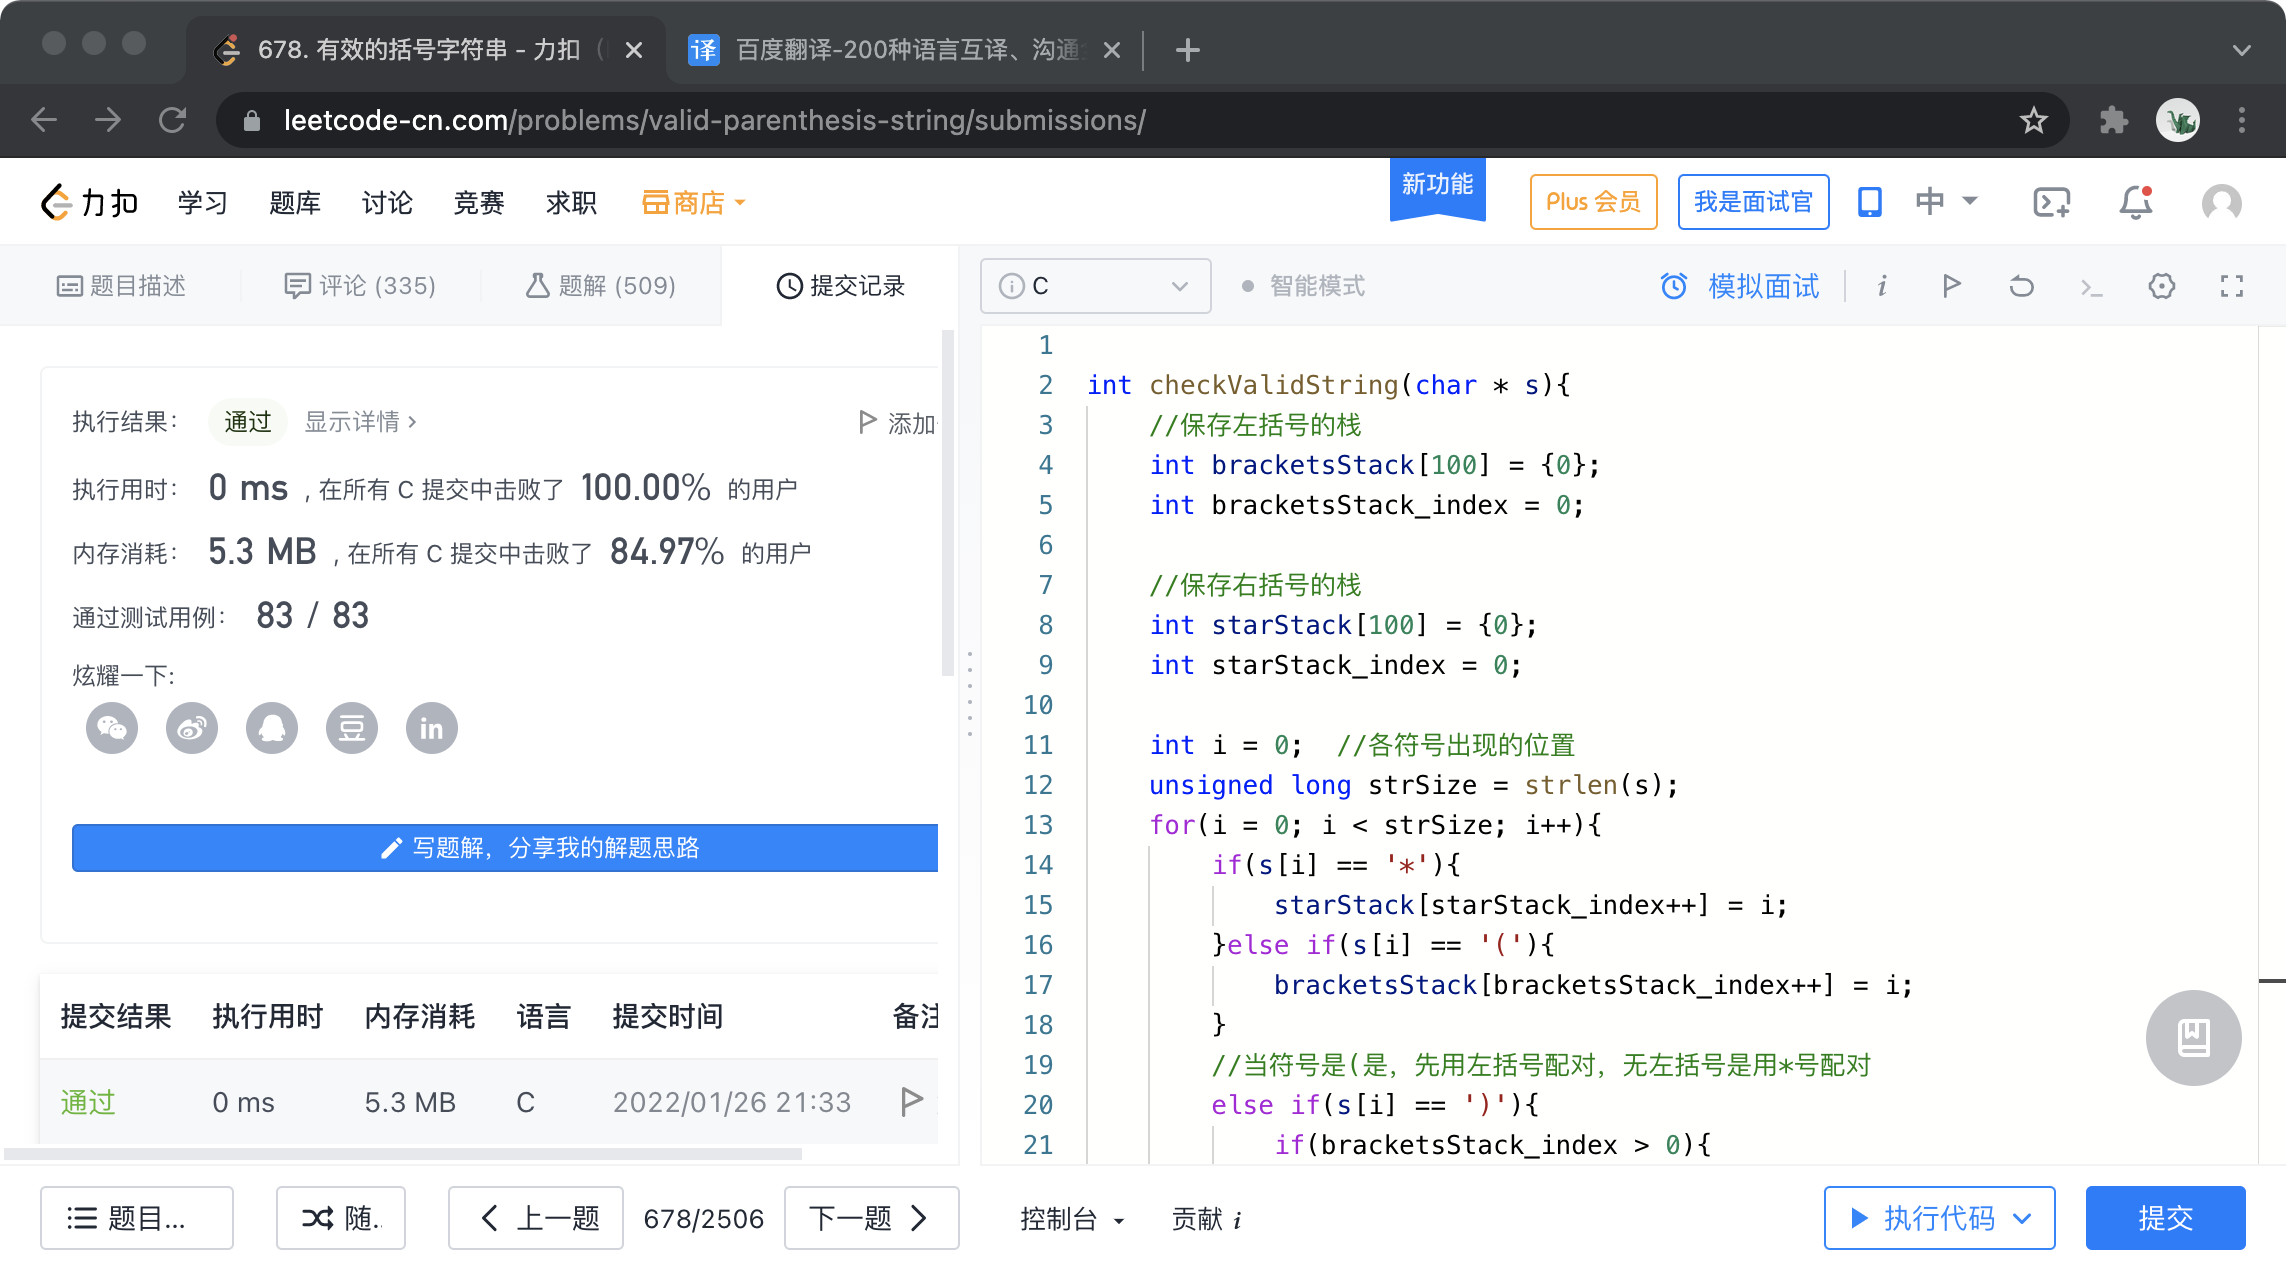 678. 有效的括号字符串 - 力扣
百度翻译-200种语言互译、沟通
leetcode-cn.com/problems/valid-parenthesis-string/submissions/
力扣 学习 题库 讨论 竞赛 求职 商店 新功能 Plus 会员 我是面试官 中
题目描述 评论 (335) 题解 (509) 提交记录
C 智能模式 模拟面试 i
执行结果： 通过 显示详情 › 添加
执行用时： 0 ms , 在所有 C 提交中击败了 100.00% 的用户
内存消耗： 5.3 MB , 在所有 C 提交中击败了 84.97% 的用户
通过测试用例： 83 / 83
炫耀一下:
豆 in
写题解，分享我的解题思路
提交结果 执行用时 内存消耗 语言 提交时间 备注
通过 0 ms 5.3 MB C 2022/01/26 21:33
1
2 int checkValidString(char * s){
3 //保存左括号的栈
4 int bracketsStack[100] = {0};
5 int bracketsStack_index = 0;
6
7 //保存右括号的栈
8 int starStack[100] = {0};
9 int starStack_index = 0;
10
11 int i = 0; //各符号出现的位置
12 unsigned long strSize = strlen(s);
13 for(i = 0; i < strSize; i++){
14 if(s[i] == '*'){
15 starStack[starStack_index++] = i;
16 }else if(s[i] == '('){
17 bracketsStack[bracketsStack_index++] = i;
18 }
19 //当符号是(是，先用左括号配对，无左括号是用*号配对
20 else if(s[i] == ')'){
21 if(bracketsStack_index > 0){
题目... 随.. 上一题 678/2506 下一题 控制台 贡献 i 执行代码 提交